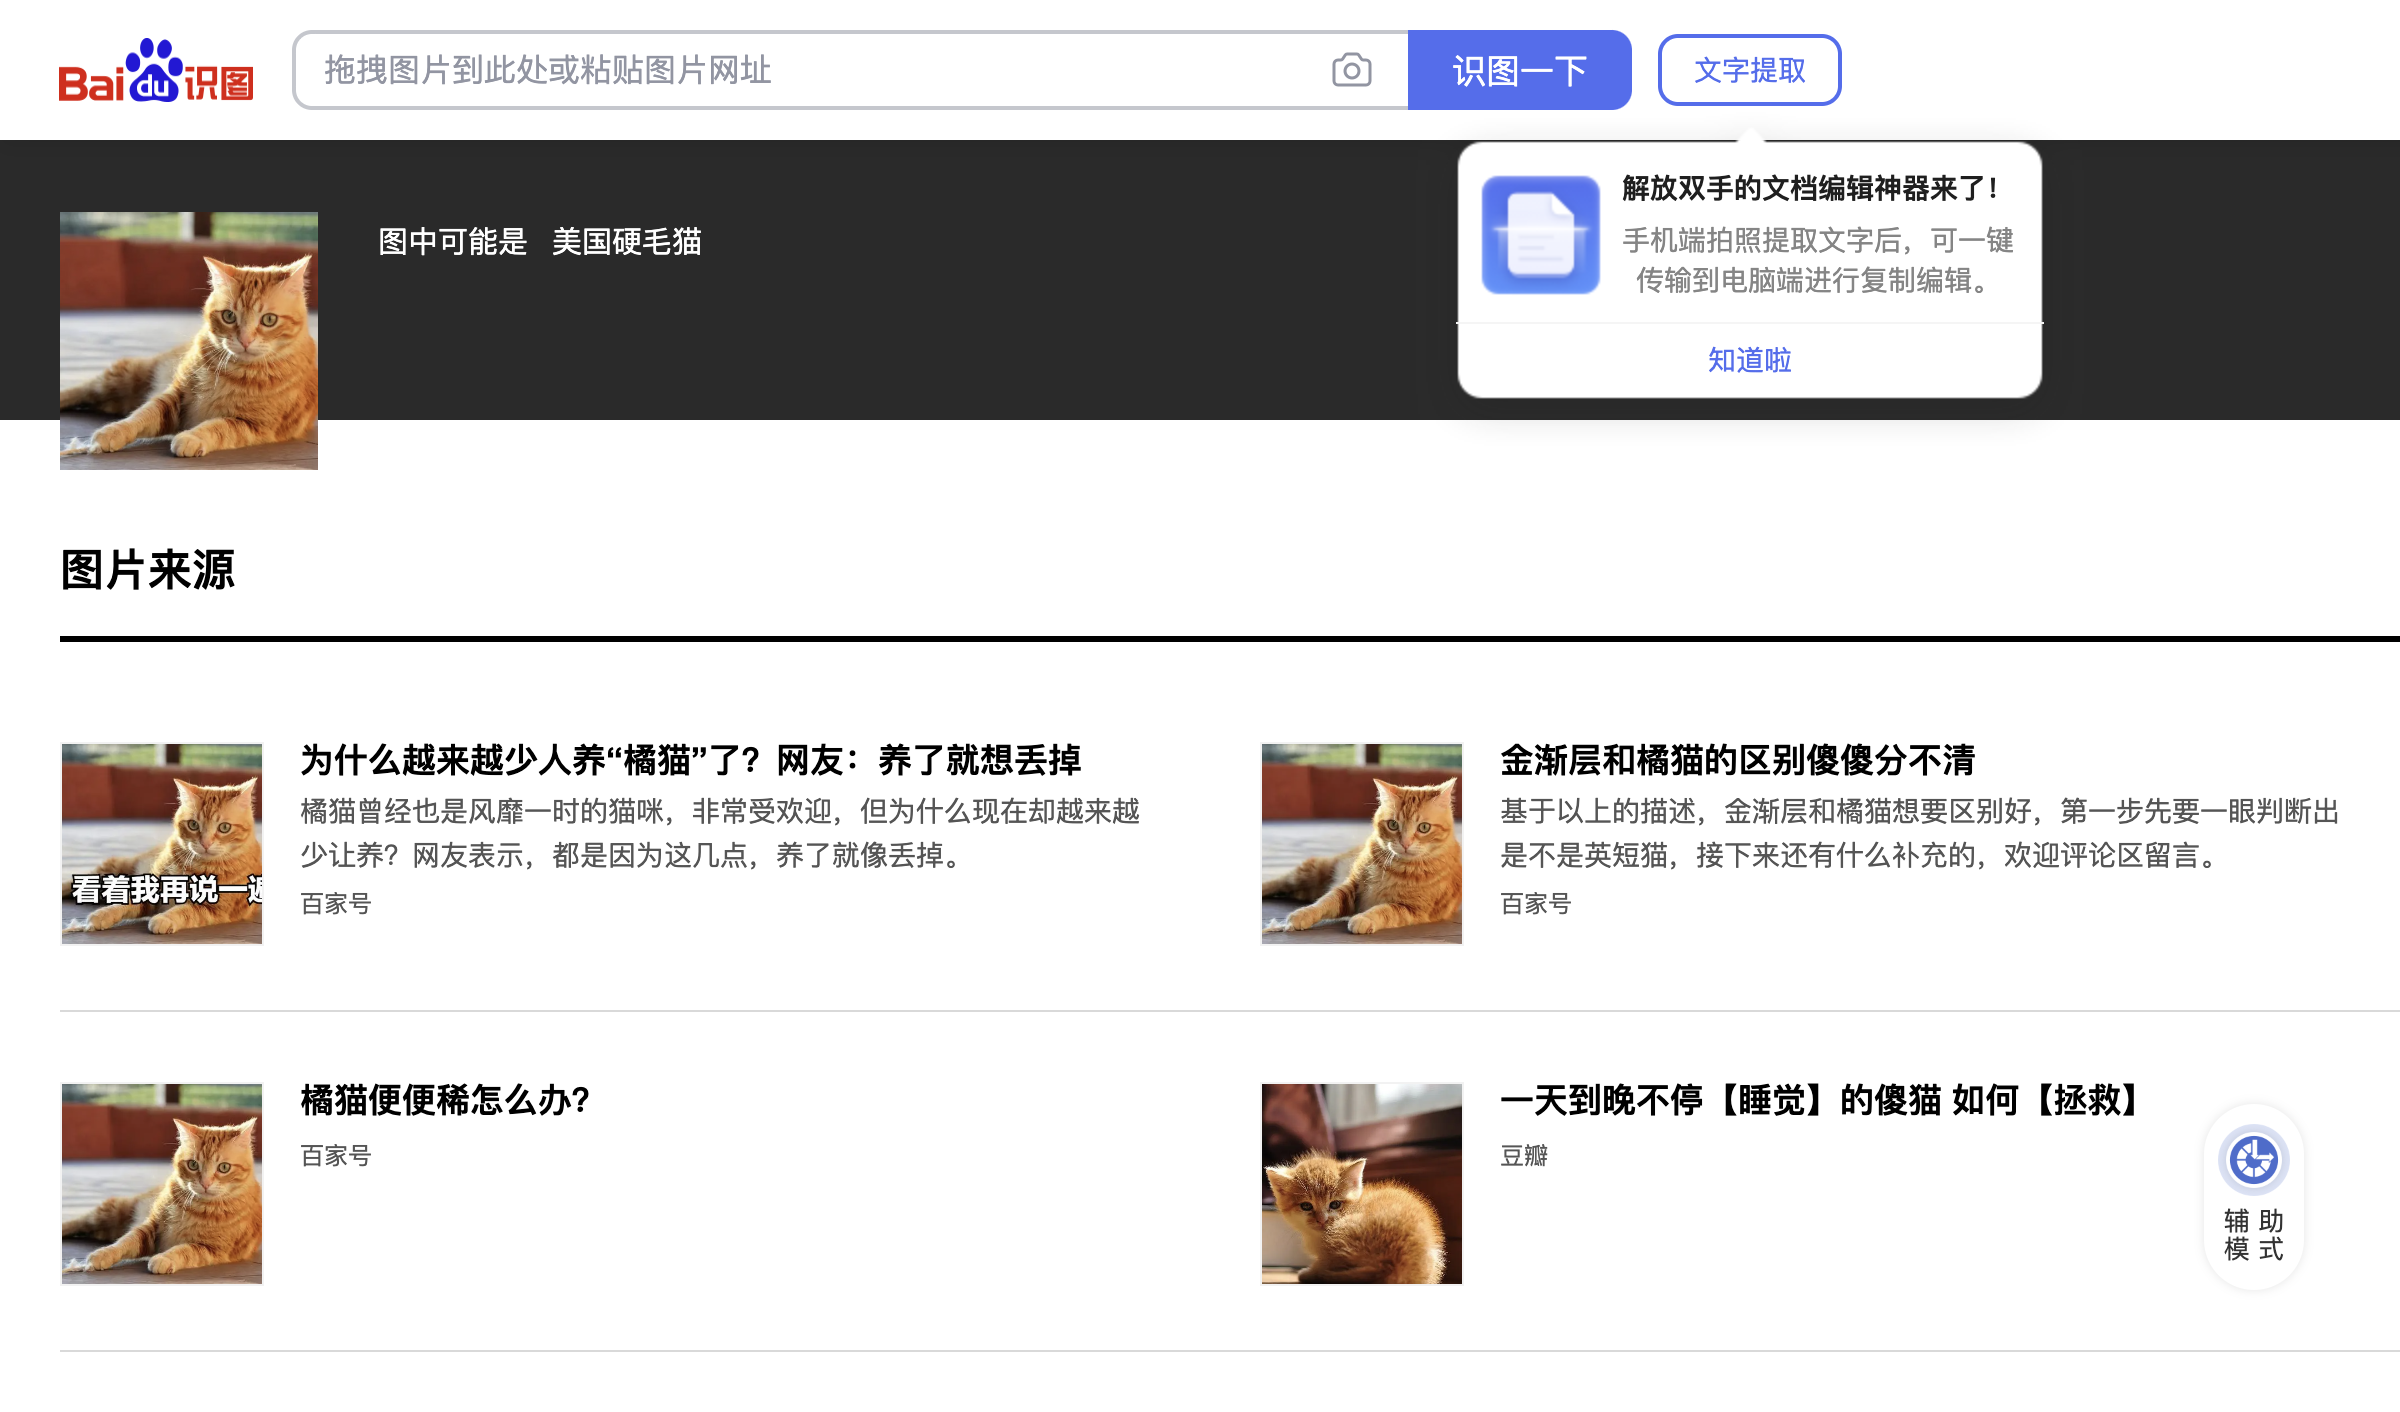 Bai du 识图
拖拽图片到此处或粘贴图片网址
识图一下
文字提取
解放双手的文档编辑神器来了!
手机端拍照提取文字后，可一键
传输到电脑端进行复制编辑。
知道啦
图中可能是 美国硬毛猫
图片来源
为什么越来越少人养“橘猫”了？网友：养了就想丢掉
橘猫曾经也是风靡一时的猫咪，非常受欢迎，但为什么现在却越来越
少让养？网友表示，都是因为这几点，养了就像丢掉。
百家号
看着我再说一遍
金渐层和橘猫的区别傻傻分不清
基于以上的描述，金渐层和橘猫想要区别好，第一步先要一眼判断出
是不是英短猫，接下来还有什么补充的，欢迎评论区留言。
百家号
橘猫便便稀怎么办？
百家号
一天到晚不停【睡觉】的傻猫 如何【拯救】
豆瓣
辅助
模式